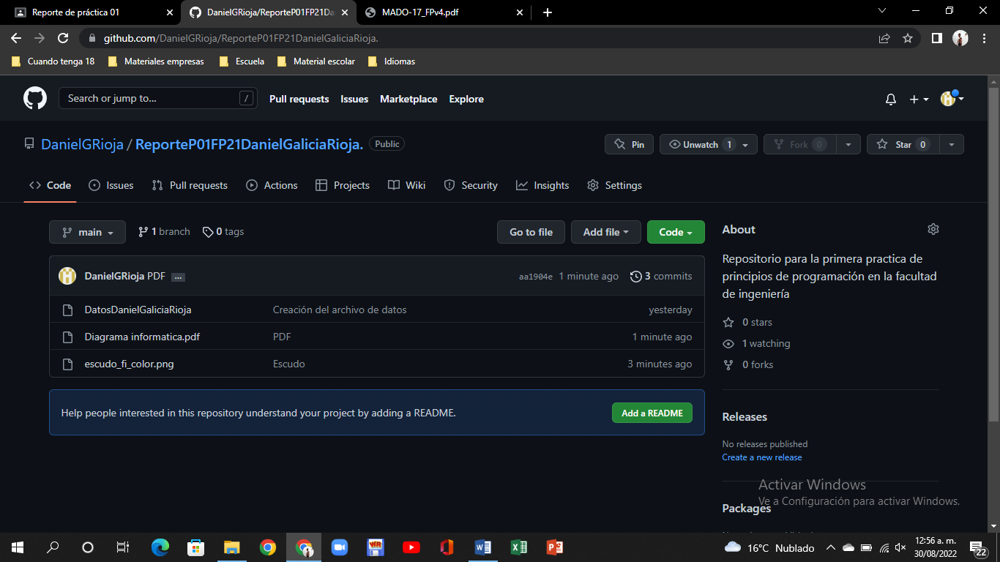 Reporte de práctica 01
DanielGRioja/ReporteP01FP21Da
MADO-17_FPv4.pdf
github.com/DanielGRioja/ReporteP01FP21DanielGaliciaRioja.
Cuando tenga 18
Materiales empresas
Escuela
Material escolar
Idiomas
Search or jump to...
/
Pull requests
Issues
Marketplace
Explore
DanielGRioja / ReporteP01FP21DanielGaliciaRioja.
Public
Pin
Unwatch 1
Fork 0
Star 0
Code
Issues
Pull requests
Actions
Projects
Wiki
Security
Insights
Settings
main
1 branch
0 tags
Go to file
Add file
Code
DanielGRioja PDF ...
aa1904e 1 minute ago
3 commits
DatosDanielGaliciaRioja
Creación del archivo de datos
yesterday
Diagrama informatica.pdf
PDF
1 minute ago
escudo_fi_color.png
Escudo
3 minutes ago
Help people interested in this repository understand your project by adding a README.
Add a README
About
Repositorio para la primera practica de
principios de programación en la facultad
de ingeniería
0 stars
1 watching
0 forks
Releases
No releases published
Create a new release
Packages
Activar Windows
Ve a Configuración para activar Windows.
16°C Nublado
12:56 a. m.
30/08/2022
22